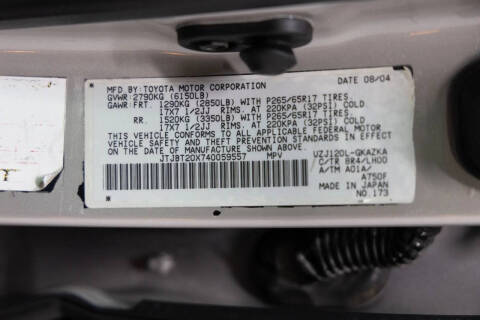 MFD. BY: TOYOTA MOTOR CORPORATION DATE 08/04
GVWR: 2790KG (6150LB)
GAWR: FRT. 1290KG (2850LB) WITH P265/65R17 TIRES.
17X7 1/2JJ RIMS. AT 220KPA (32PSI) COLD
RR. 1520KG (3350LB) WITH P265/65R17 TIRES.
17X7 1/2JJ RIMS. AT 220KPA (32PSI) COLD
THIS VEHICLE CONFORMS TO ALL APPLICABLE FEDERAL MOTOR
VEHICLE SAFETY AND THEFT PREVENTION STANDARDS IN EFFECT
ON THE DATE OF MANUFACTURE SHOWN ABOVE.
JTJBT20X740059557 MPV
UZJ120L-GKAZKA
C/TR 8R4/LH00
A/TM A01A/
A750F
MADE IN JAPAN
NO.173